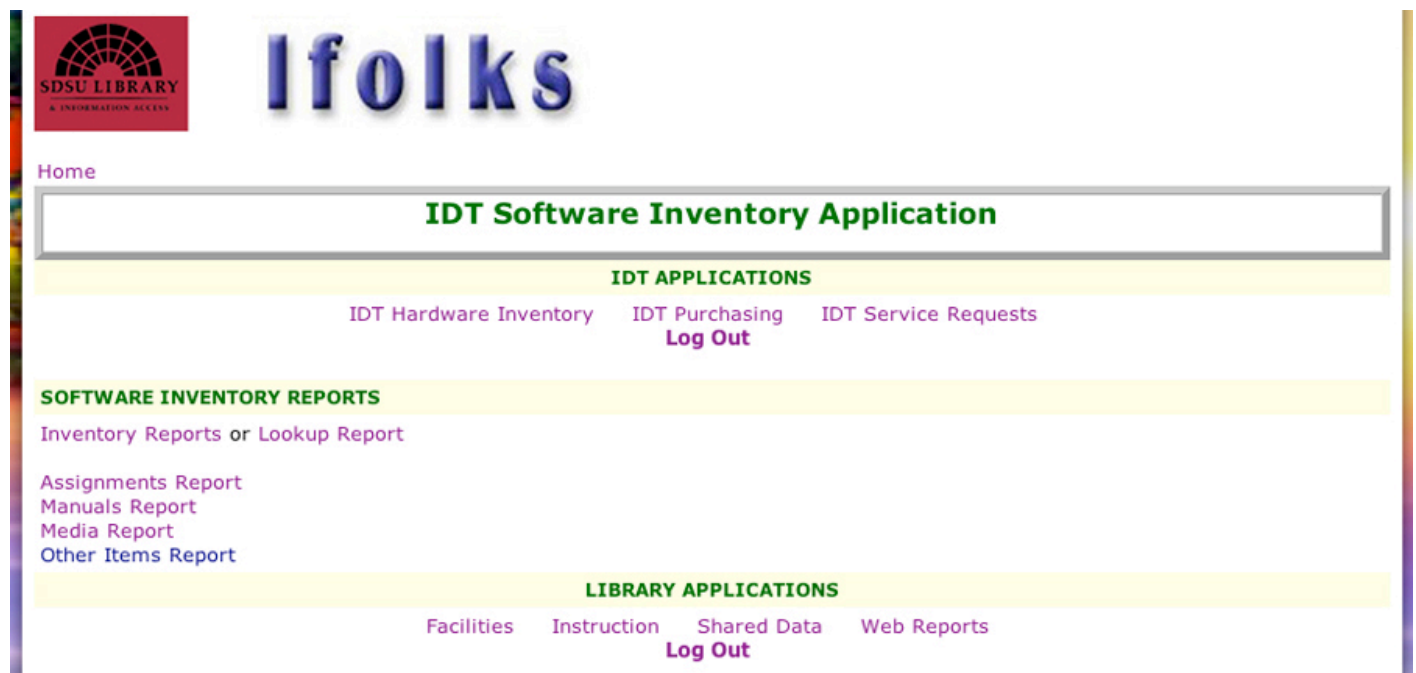 SDSU LIBRARY
& INFORMATION ACCESS
Ifolks
Home
IDT Software Inventory Application
IDT APPLICATIONS
IDT Hardware Inventory IDT Purchasing IDT Service Requests
Log Out
SOFTWARE INVENTORY REPORTS
Inventory Reports or Lookup Report
Assignments Report
Manuals Report
Media Report
Other Items Report
LIBRARY APPLICATIONS
Facilities Instruction Shared Data Web Reports
Log Out